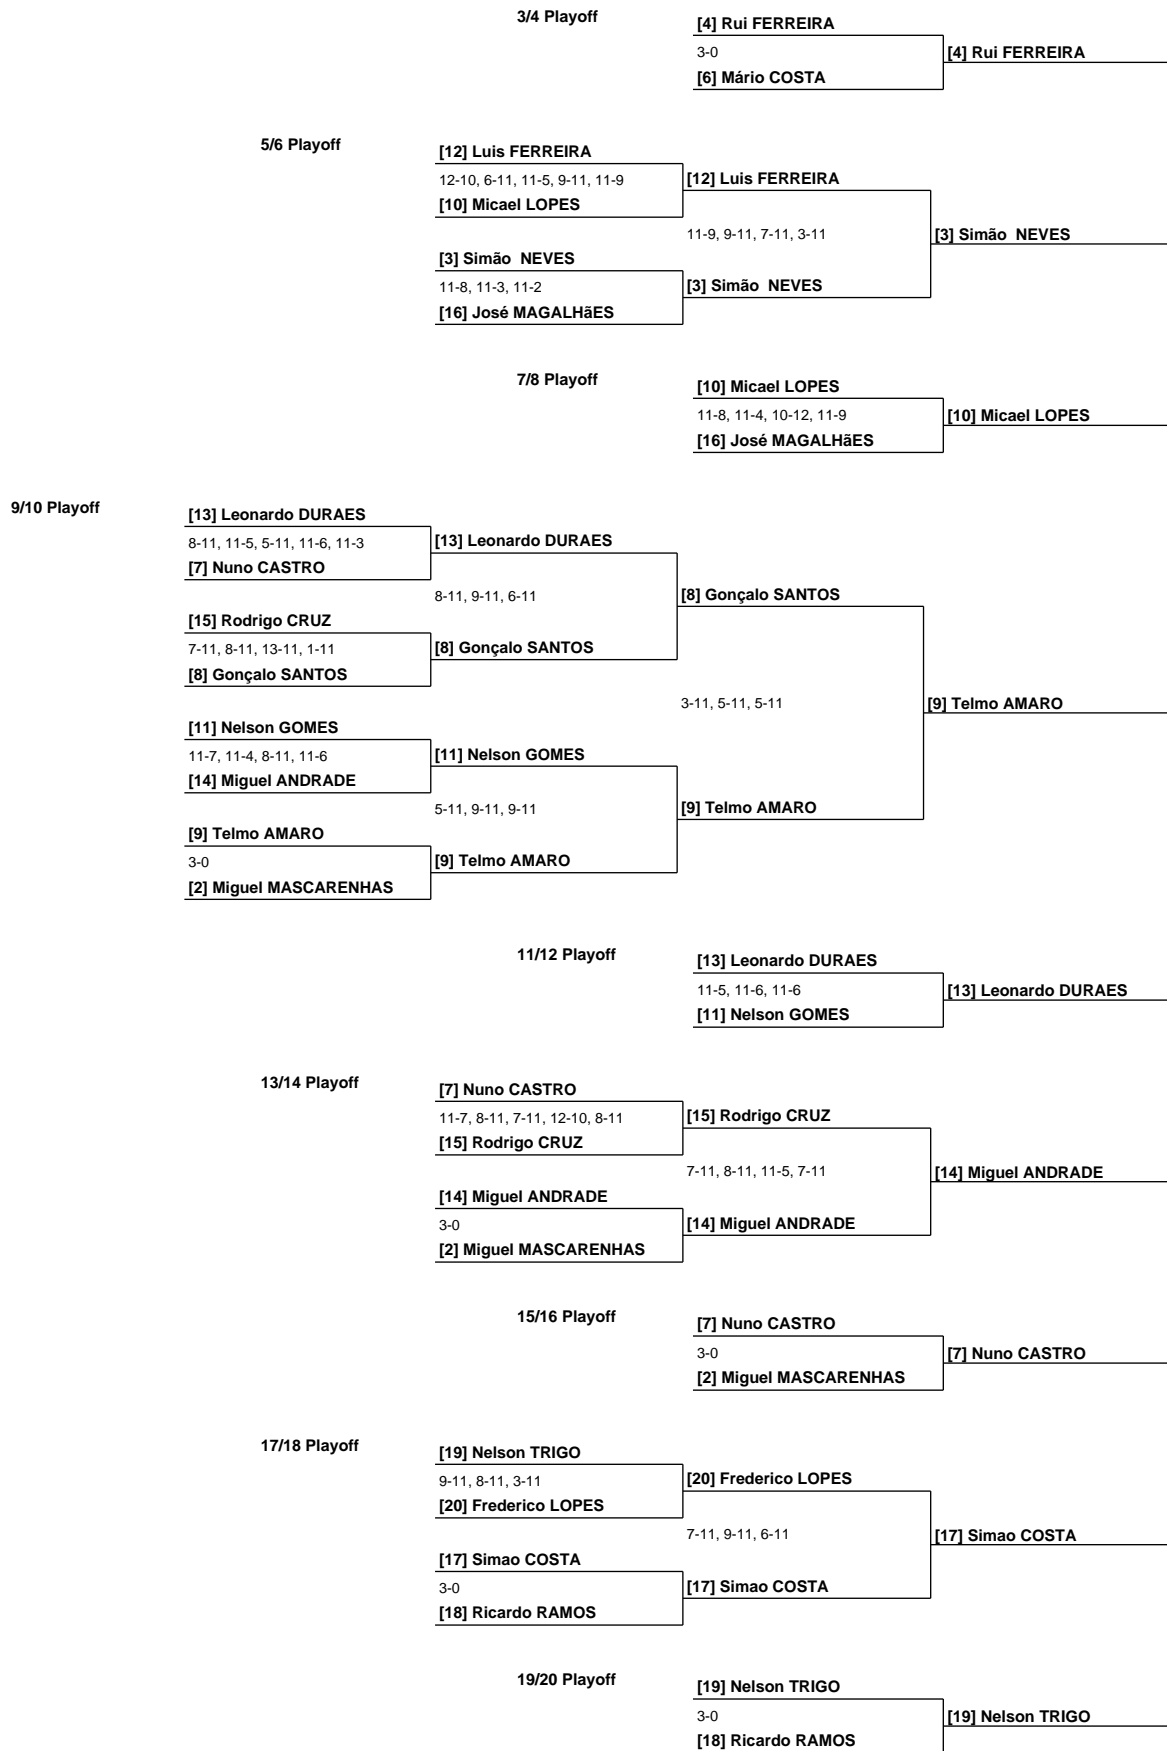 3/4 Playoff
[4] Rui FERREIRA
3-0
[4] Rui FERREIRA
[6] Mário COSTA
5/6 Playoff
[12] Luis FERREIRA
12-10, 6-11, 11-5, 9-11, 11-9
[12] Luis FERREIRA
[10] Micael LOPES
11-9, 9-11, 7-11, 3-11
[3] Simão  NEVES
[3] Simão  NEVES
11-8, 11-3, 11-2
[3] Simão  NEVES
[16] José MAGALHãES
7/8 Playoff
[10] Micael LOPES
11-8, 11-4, 10-12, 11-9
[10] Micael LOPES
[16] José MAGALHãES
9/10 Playoff
[13] Leonardo DURAES
8-11, 11-5, 5-11, 11-6, 11-3
[13] Leonardo DURAES
[7] Nuno CASTRO
8-11, 9-11, 6-11
[8] Gonçalo SANTOS
[15] Rodrigo CRUZ
7-11, 8-11, 13-11, 1-11
[8] Gonçalo SANTOS
[8] Gonçalo SANTOS
3-11, 5-11, 5-11
[9] Telmo AMARO
[11] Nelson GOMES
11-7, 11-4, 8-11, 11-6
[11] Nelson GOMES
[14] Miguel ANDRADE
5-11, 9-11, 9-11
[9] Telmo AMARO
[9] Telmo AMARO
3-0
[9] Telmo AMARO
[2] Miguel MASCARENHAS
11/12 Playoff
[13] Leonardo DURAES
11-5, 11-6, 11-6
[13] Leonardo DURAES
[11] Nelson GOMES
13/14 Playoff
[7] Nuno CASTRO
11-7, 8-11, 7-11, 12-10, 8-11
[15] Rodrigo CRUZ
[15] Rodrigo CRUZ
7-11, 8-11, 11-5, 7-11
[14] Miguel ANDRADE
[14] Miguel ANDRADE
3-0
[14] Miguel ANDRADE
[2] Miguel MASCARENHAS
15/16 Playoff
[7] Nuno CASTRO
3-0
[7] Nuno CASTRO
[2] Miguel MASCARENHAS
17/18 Playoff
[19] Nelson TRIGO
9-11, 8-11, 3-11
[20] Frederico LOPES
[20] Frederico LOPES
7-11, 9-11, 6-11
[17] Simao COSTA
[17] Simao COSTA
3-0
[17] Simao COSTA
[18] Ricardo RAMOS
19/20 Playoff
[19] Nelson TRIGO
3-0
[19] Nelson TRIGO
[18] Ricardo RAMOS